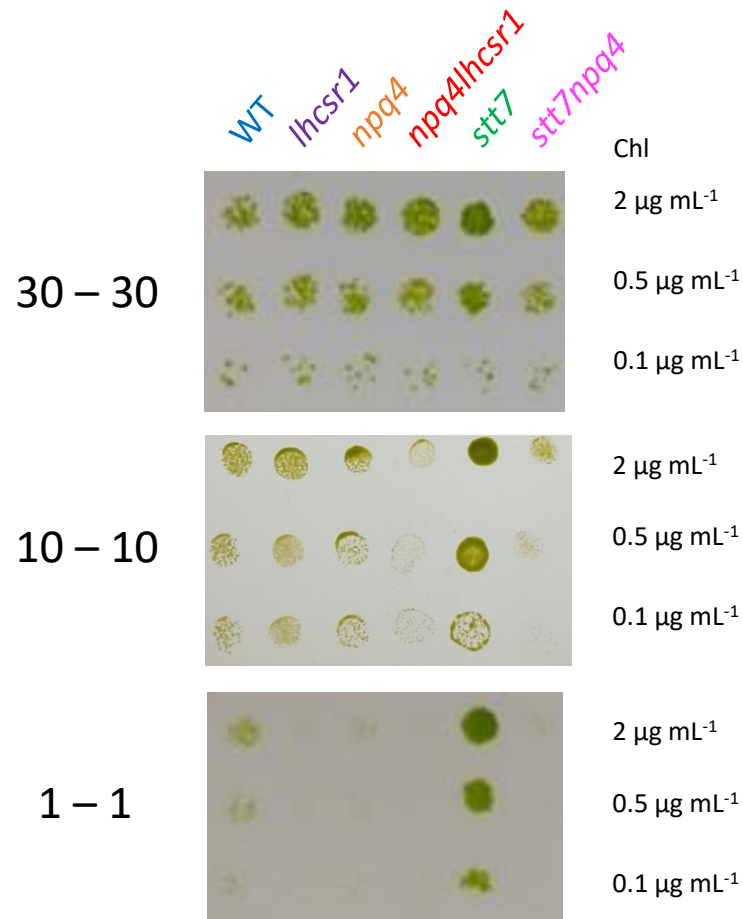 WT
lhcsr1
npq4
npq4lhcsr1
stt7
stt7npq4
Chl
2 µg mL-1
30 – 30
0.5 µg mL-1
0.1 µg mL-1
2 µg mL-1
10 – 10
0.5 µg mL-1
0.1 µg mL-1
2 µg mL-1
1 – 1
0.5 µg mL-1
0.1 µg mL-1